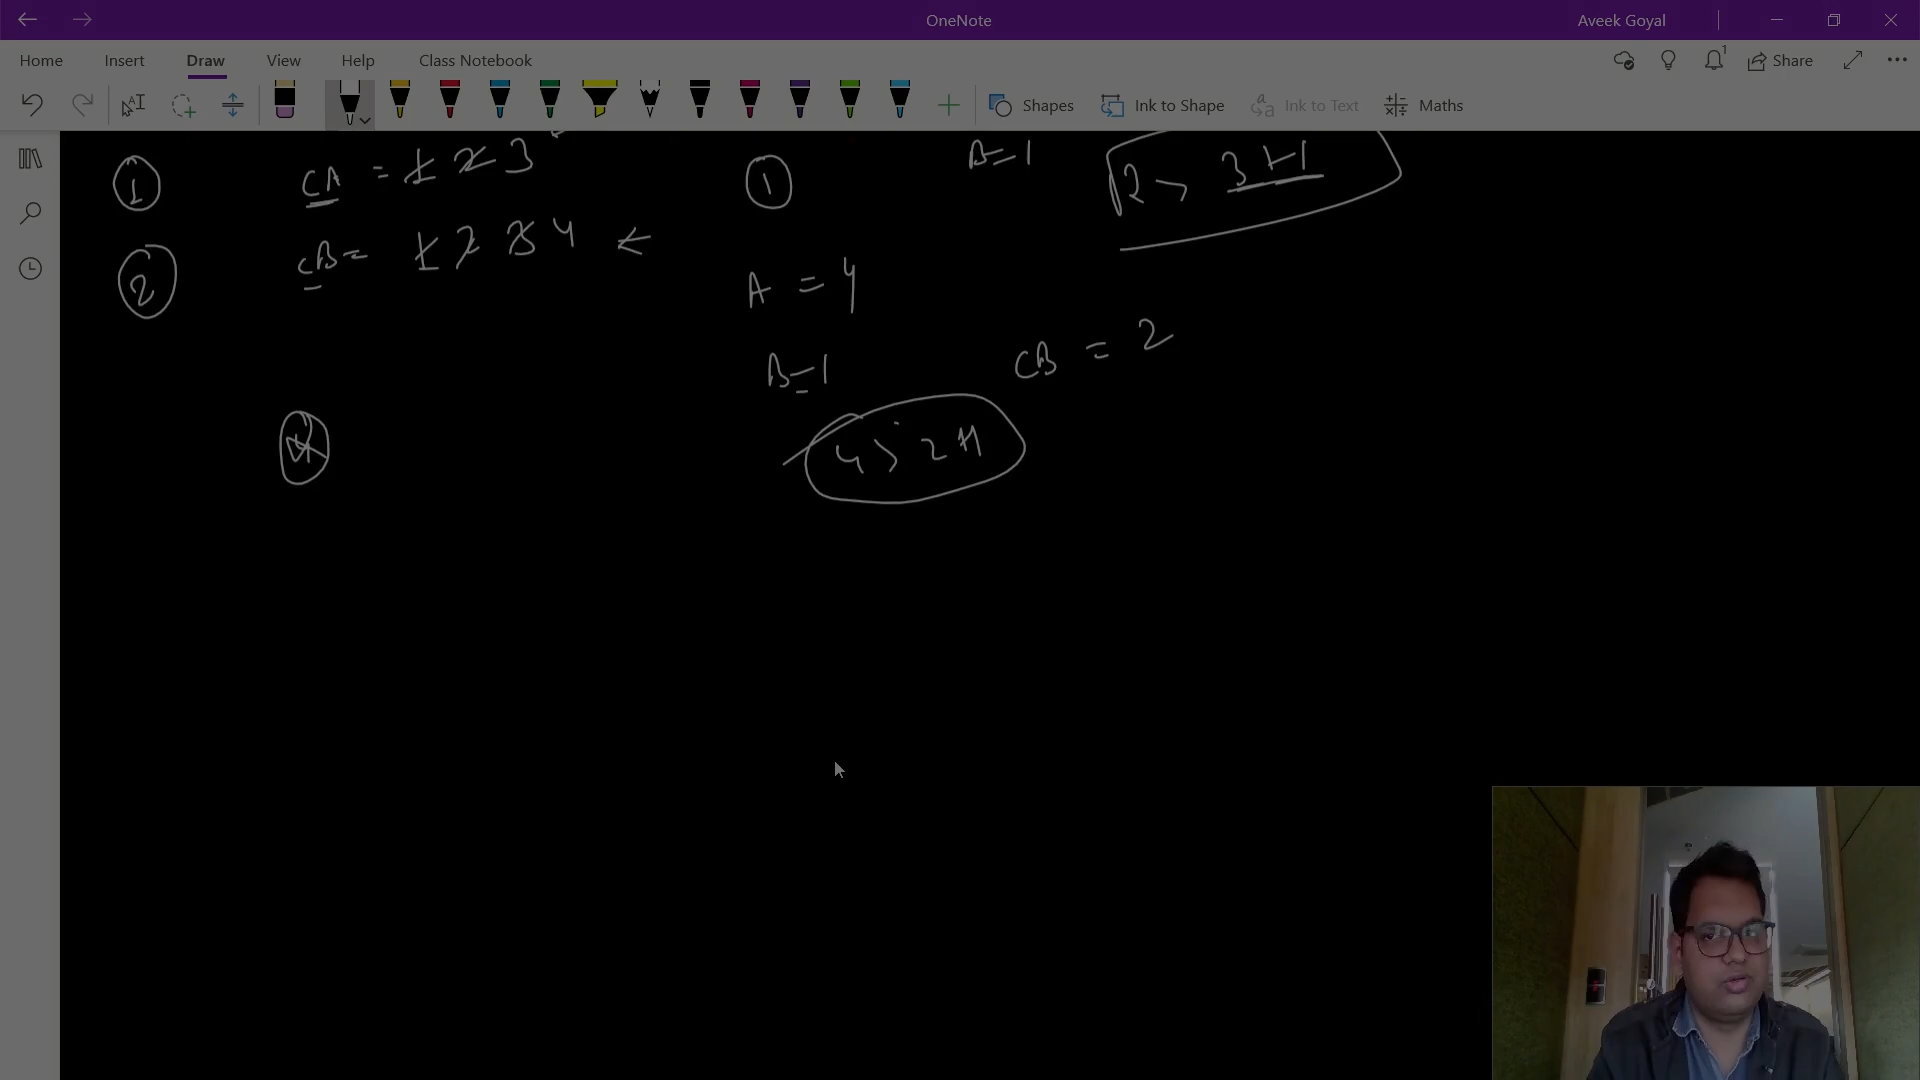 OneNote
Aveek Goyal
Home Insert Draw View Help Class Notebook
1
Share
Shapes Ink to Shape Ink to Text Maths
1 CA = 1 2 3
1 B=1
2 > 3+1
2 CB = 1 2 3 4 ←
A = 4
B=1 CB = 2
4 > 2+1